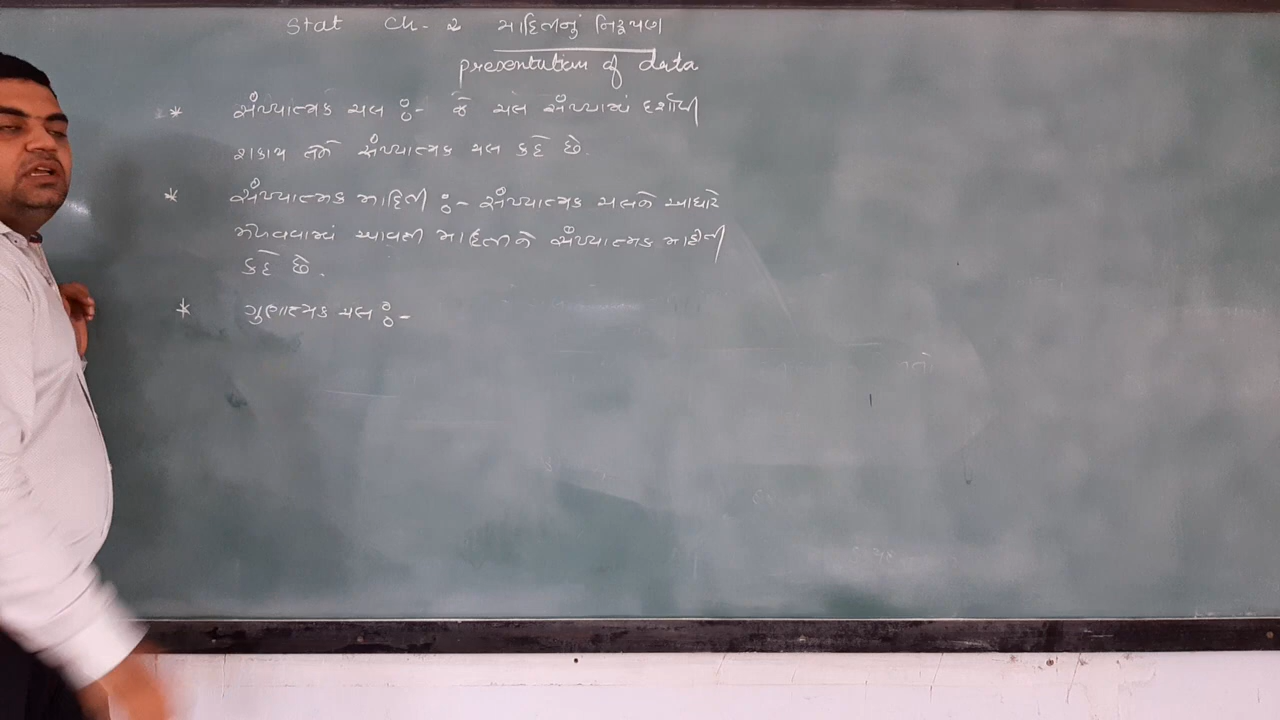 Stat Ch - 2 માહિતીનું નિરૂપણ
presentation of data
* સંખ્યાત્મક ચલ :- જે ચલ સંખ્યામાં દર્શાવી
શકાય તેને સંખ્યાત્મક ચલ કહે છે.
* સંખ્યાત્મક માહિતી :- સંખ્યાત્મક ચલને આધારે
મેળવવામાં આવતી માહિતીને સંખ્યાત્મક માહીતી
કહે છે.
* ગુણાત્મક ચલ :-